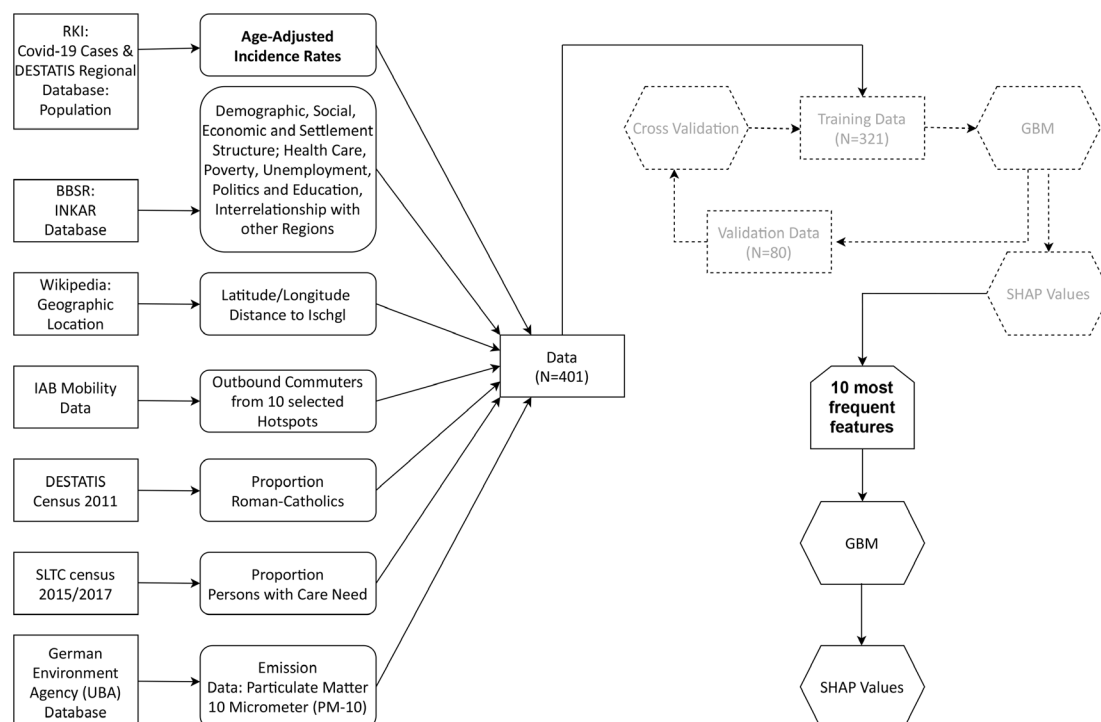 RKI:
Covid-19 Cases &
DESTATIS Regional
Database:
Population
Age-Adjusted
Incidence Rates
BBSR:
INKAR
Database
Demographic, Social,
Economic and Settlement
Structure; Health Care,
Poverty, Unemployment,
Politics and Education,
Interrelationship with
other Regions
Wikipedia:
Geographic
Location
Latitude/Longitude
Distance to Ischgl
IAB Mobility
Data
Outbound Commuters
from 10 selected
Hotspots
DESTATIS
Census 2011
Proportion
Roman-Catholics
SLTC census
2015/2017
Proportion
Persons with Care Need
German
Environment
Agency (UBA)
Database
Emission
Data: Particulate Matter
10 Micrometer (PM-10)
Data
(N=401)
Cross Validation
Training Data
(N=321)
GBM
Validation Data
(N=80)
SHAP Values
10 most
frequent
features
GBM
SHAP Values